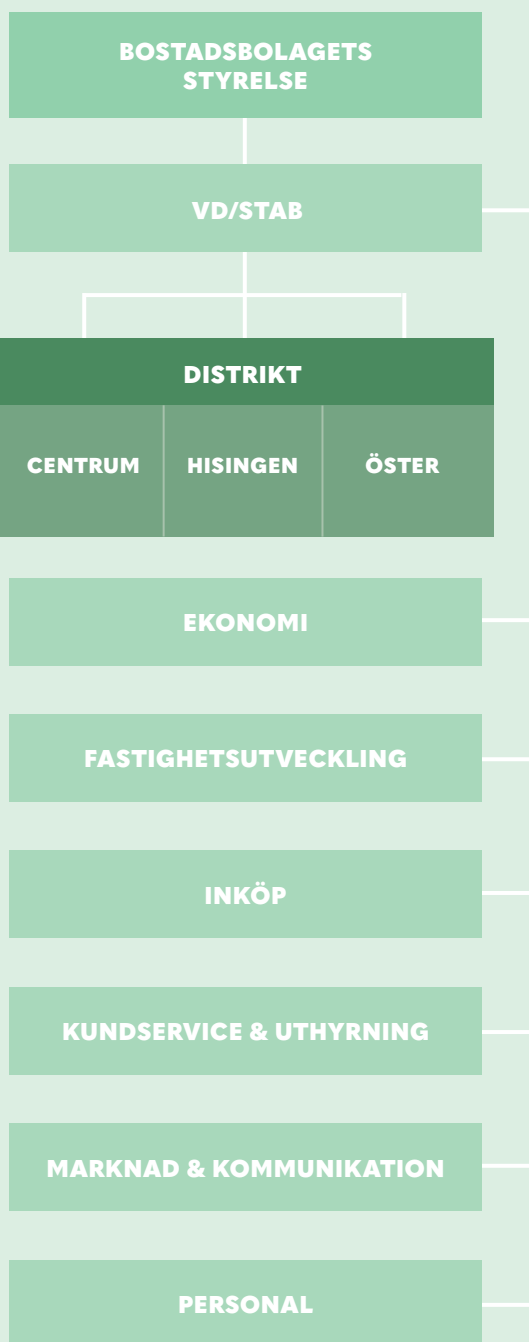 BOSTADSBOLAGETS
STYRELSE
VD/STAB
DISTRIKT
CENTRUM
HISINGEN
ÖSTER
EKONOMI
FASTIGHETSUTVECKLING
INKÖP
KUNDSERVICE & UTHYRNING
MARKNAD & KOMMUNIKATION
PERSONAL